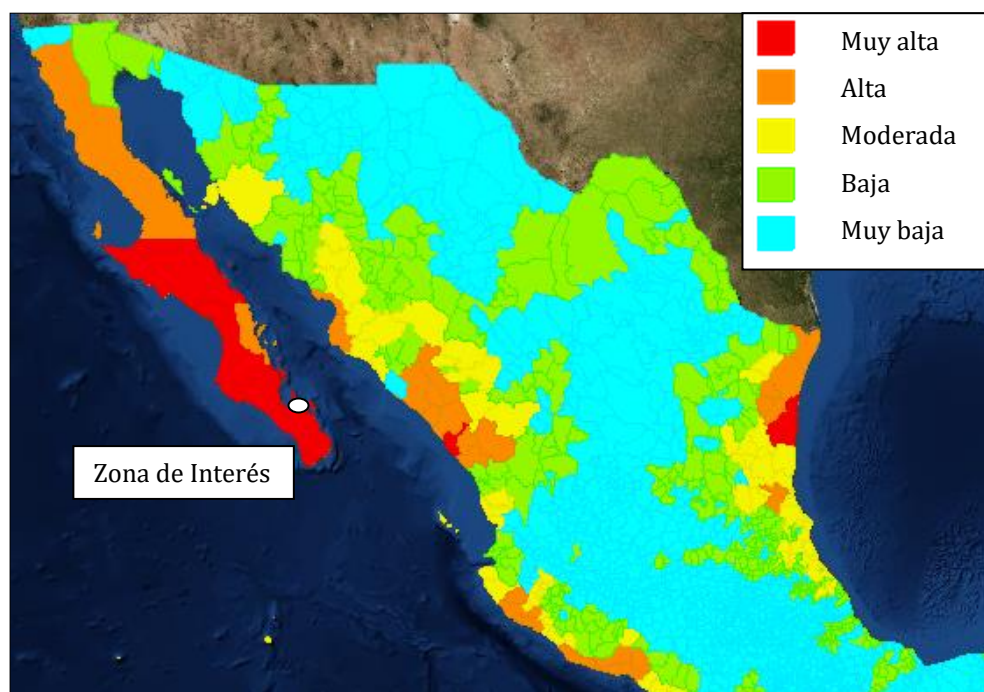 Muy alta
Alta
Moderada
Baja
Muy baja
Zona de Interés